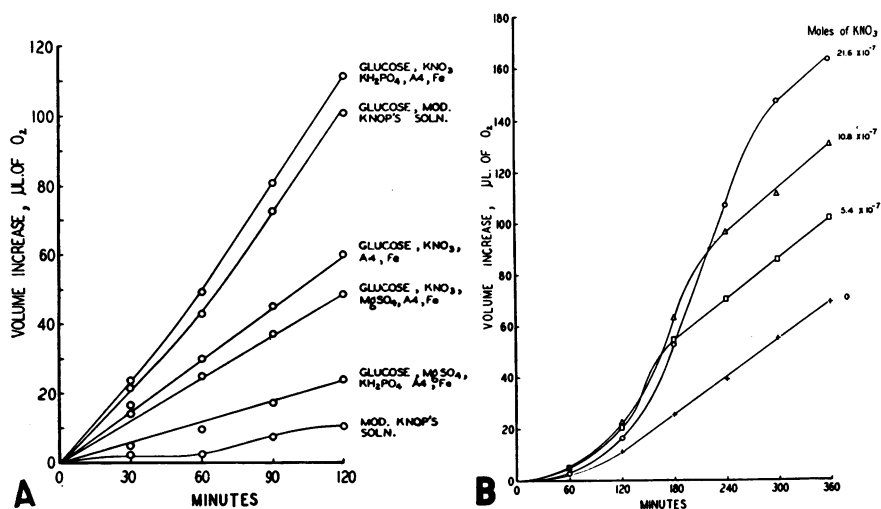 120
100
80
60
40
20
0
VOLUME INCREASE, µL.OF O₂
0 30 60 90 120
MINUTES
GLUCOSE, KNO₃
KH₂PO₄, A4, Fe
GLUCOSE, MOD.
KNOP'S SOLN.
GLUCOSE, KNO₃,
A4, Fe
GLUCOSE, KNO₃,
MgSO₄, A4, Fe
GLUCOSE, MgSO₄,
KH₂PO₄ A4, Fe
MOD. KNOP'S
SOLN.
A
180
160
140
120
100
80
60
40
20
0
VOLUME INCREASE, µL. OF O₂
0 60 120 180 240 300 360
MINUTES
Moles of KNO₃
21.6 x10⁻⁷
10.8 x10⁻⁷
5.4 x10⁻⁷
0
B